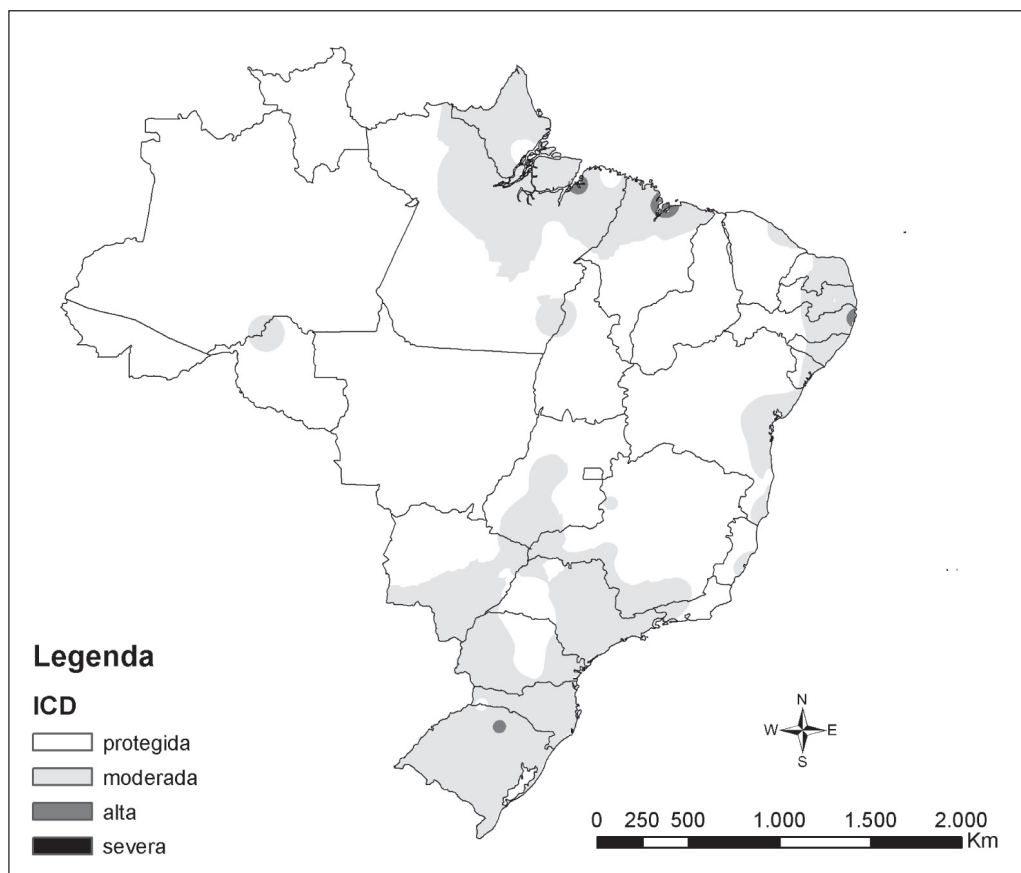 Legenda
ICD
protegida
moderada
alta
severa
N
W E
S
0 250 500 1.000 1.500 2.000
Km